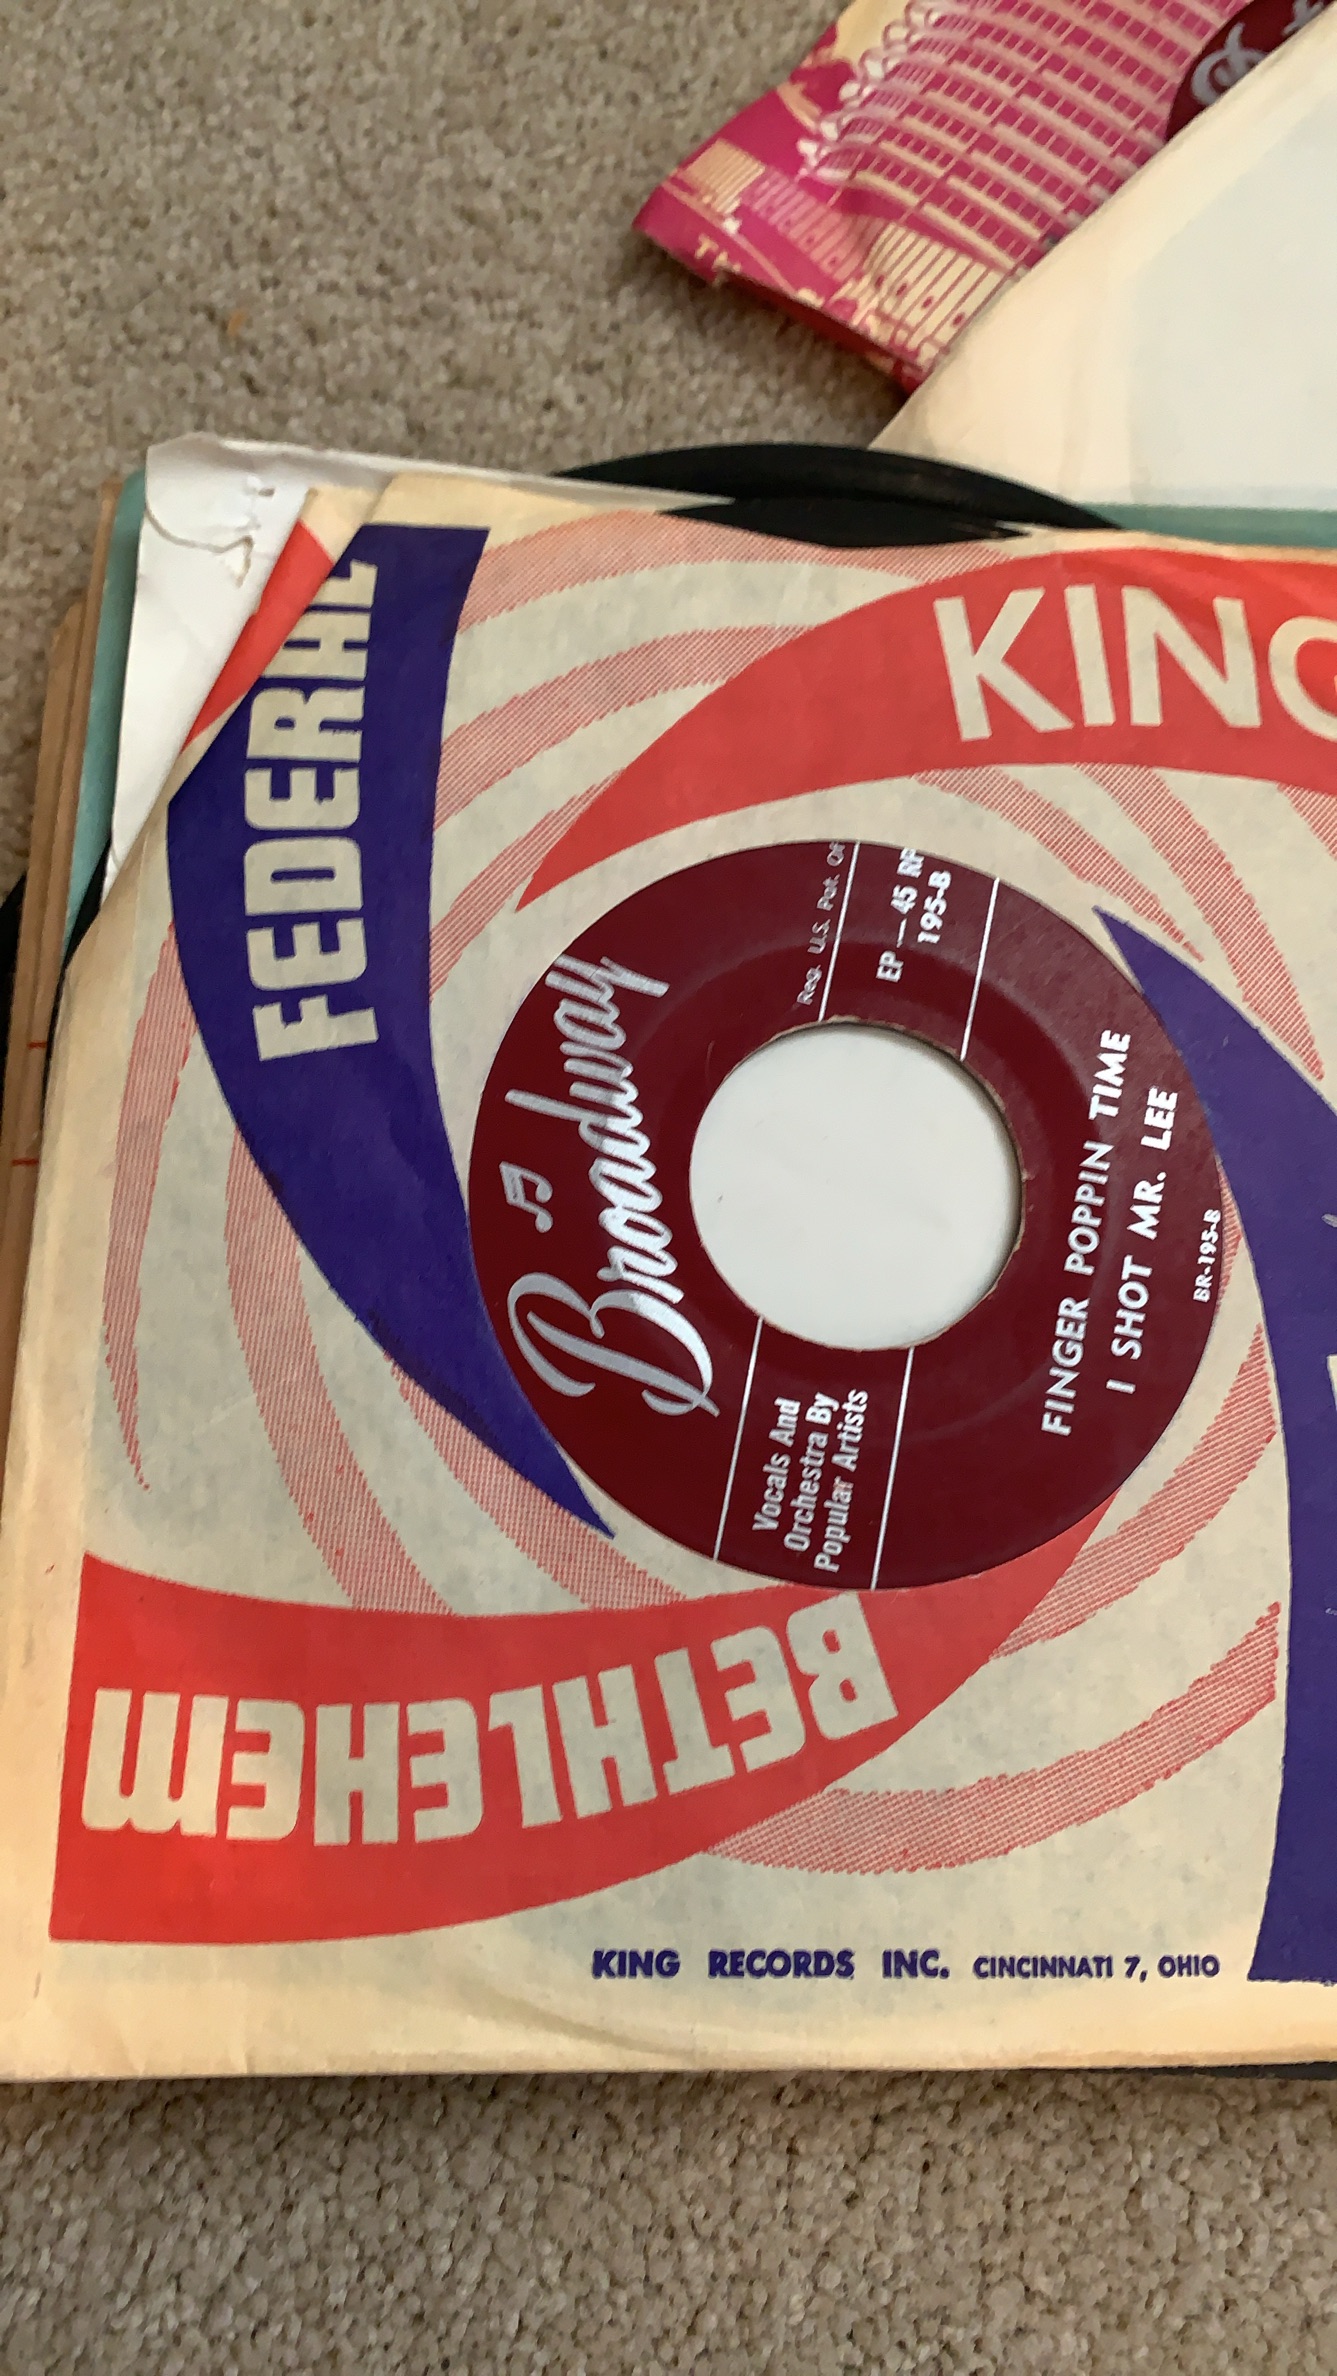 KING
FEDERAL
Broadway
Reg. U.S. Pat. Of
EP — 45 RP
195-B
Vocals And
Orchestra By
Popular Artists
FINGER POPPIN TIME
I SHOT MR. LEE
BR-195-B
BETHLEHEM
KING RECORDS INC. CINCINNATI 7, OHIO